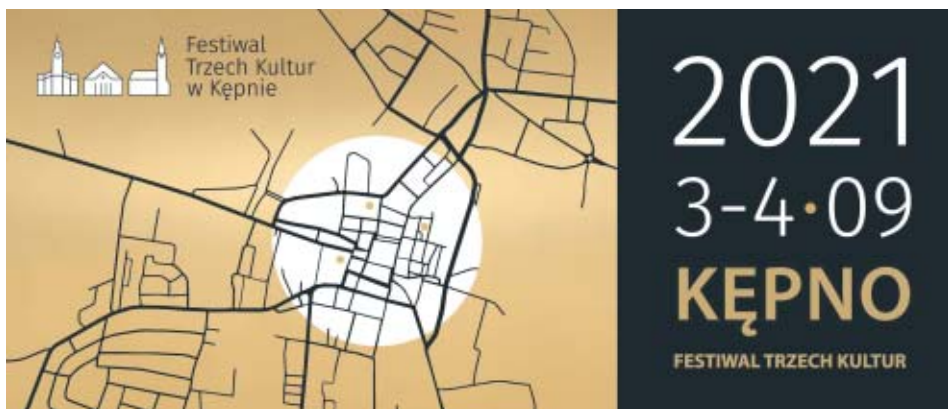 Festiwal
Trzech Kultur
w Kępnie
2021
3-4•09
KĘPNO
FESTIWAL TRZECH KULTUR